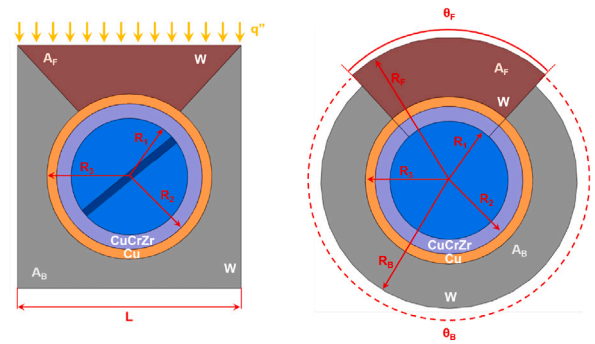 q"
A_F W
R_1
R_3
R_2
CuCrZr
Cu
A_B W
L
θ_F
A_F
R_F
W
R_1
R_3
R_2
CuCrZr
Cu
A_B
R_B
W
θ_B